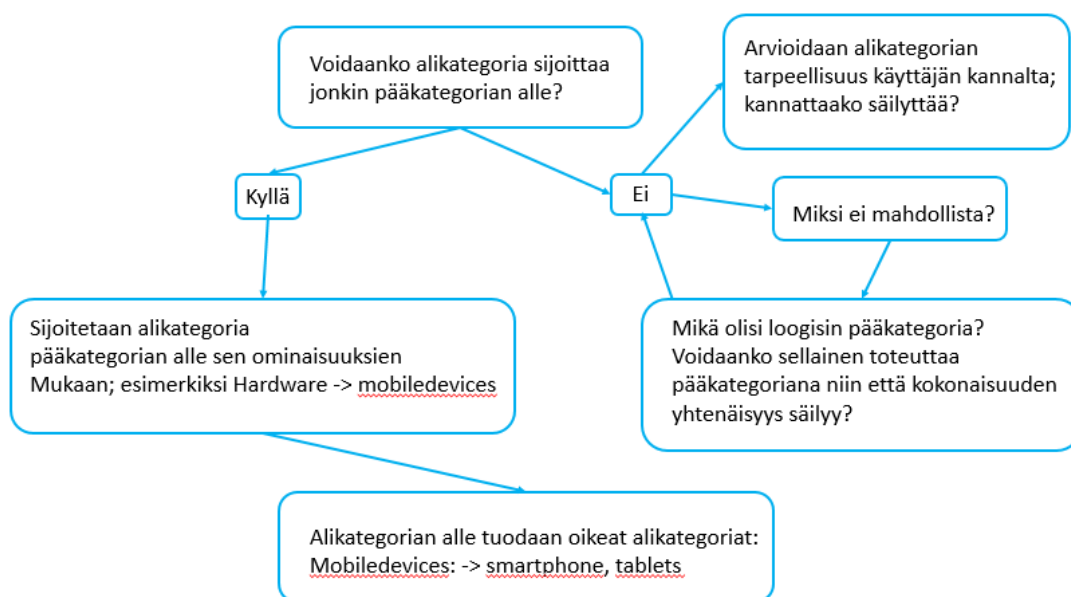 Voidaanko alikategoria sijoittaa
jonkin pääkategorian alle?
Arvioidaan alikategorian
tarpeellisuus käyttäjän kannalta;
kannattaako säilyttää?
Kyllä
Ei
Miksi ei mahdollista?
Sijoitetaan alikategoria
pääkategorian alle sen ominaisuuksien
Mukaan; esimerkiksi Hardware -> mobiledevices
Mikä olisi loogisin pääkategoria?
Voidaanko sellainen toteuttaa
pääkategoriana niin että kokonaisuuden
yhtenäisyys säilyy?
Alikategorian alle tuodaan oikeat alikategoriat:
Mobiledevices: -> smartphone, tablets